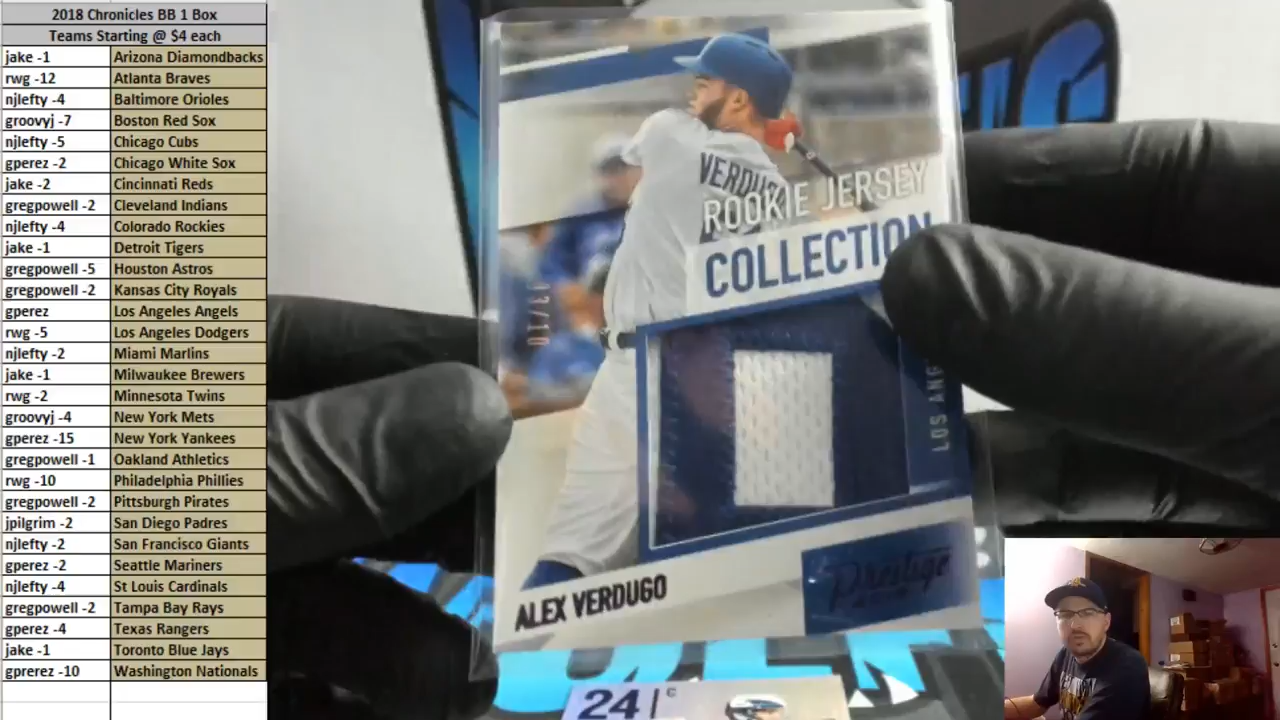 2018 Chronicles BB 1 Box
Teams Starting @ $4 each
jake -1 Arizona Diamondbacks
rwg -12 Atlanta Braves
njlefty -4 Baltimore Orioles
groovyj -7 Boston Red Sox
njlefty -5 Chicago Cubs
gperez -2 Chicago White Sox
jake -2 Cincinnati Reds
gregpowell -2 Cleveland Indians
njlefty -4 Colorado Rockies
jake -1 Detroit Tigers
gregpowell -5 Houston Astros
gregpowell -2 Kansas City Royals
gperez Los Angeles Angels
rwg -5 Los Angeles Dodgers
njlefty -2 Miami Marlins
jake -1 Milwaukee Brewers
rwg -2 Minnesota Twins
groovyj -4 New York Mets
gperez -15 New York Yankees
gregpowell -1 Oakland Athletics
rwg -10 Philadelphia Phillies
gregpowell -2 Pittsburgh Pirates
jpilgrim -2 San Diego Padres
njlefty -2 San Francisco Giants
gperez -2 Seattle Mariners
njlefty -4 St Louis Cardinals
gregpowell -2 Tampa Bay Rays
gperez -4 Texas Rangers
jake -1 Toronto Blue Jays
gprerez -10 Washington Nationals
VERDUGO
ROOKIE JERSEY
COLLECTION
LOS ANG
ALEX VERDUGO
Prestige
24 C